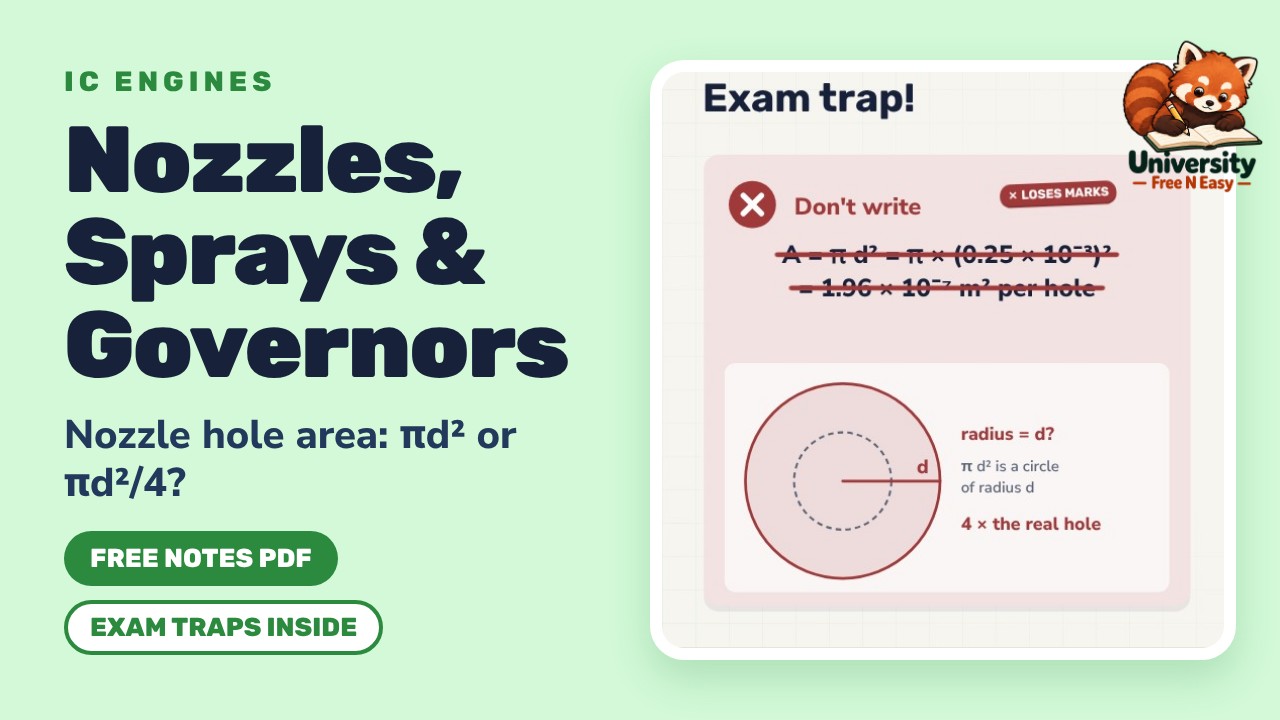 IC ENGINES
Nozzles,
Sprays &
Governors
Nozzle hole area: πd² or
πd²/4?
FREE NOTES PDF
EXAM TRAPS INSIDE
Exam trap!
Don't write
× LOSES MARKS
A = π d² = π × (0.25 × 10⁻³)²
= 1.96 × 10⁻⁷ m² per hole
d
radius = d?
π d² is a circle
of radius d
4 × the real hole
University
Free N Easy